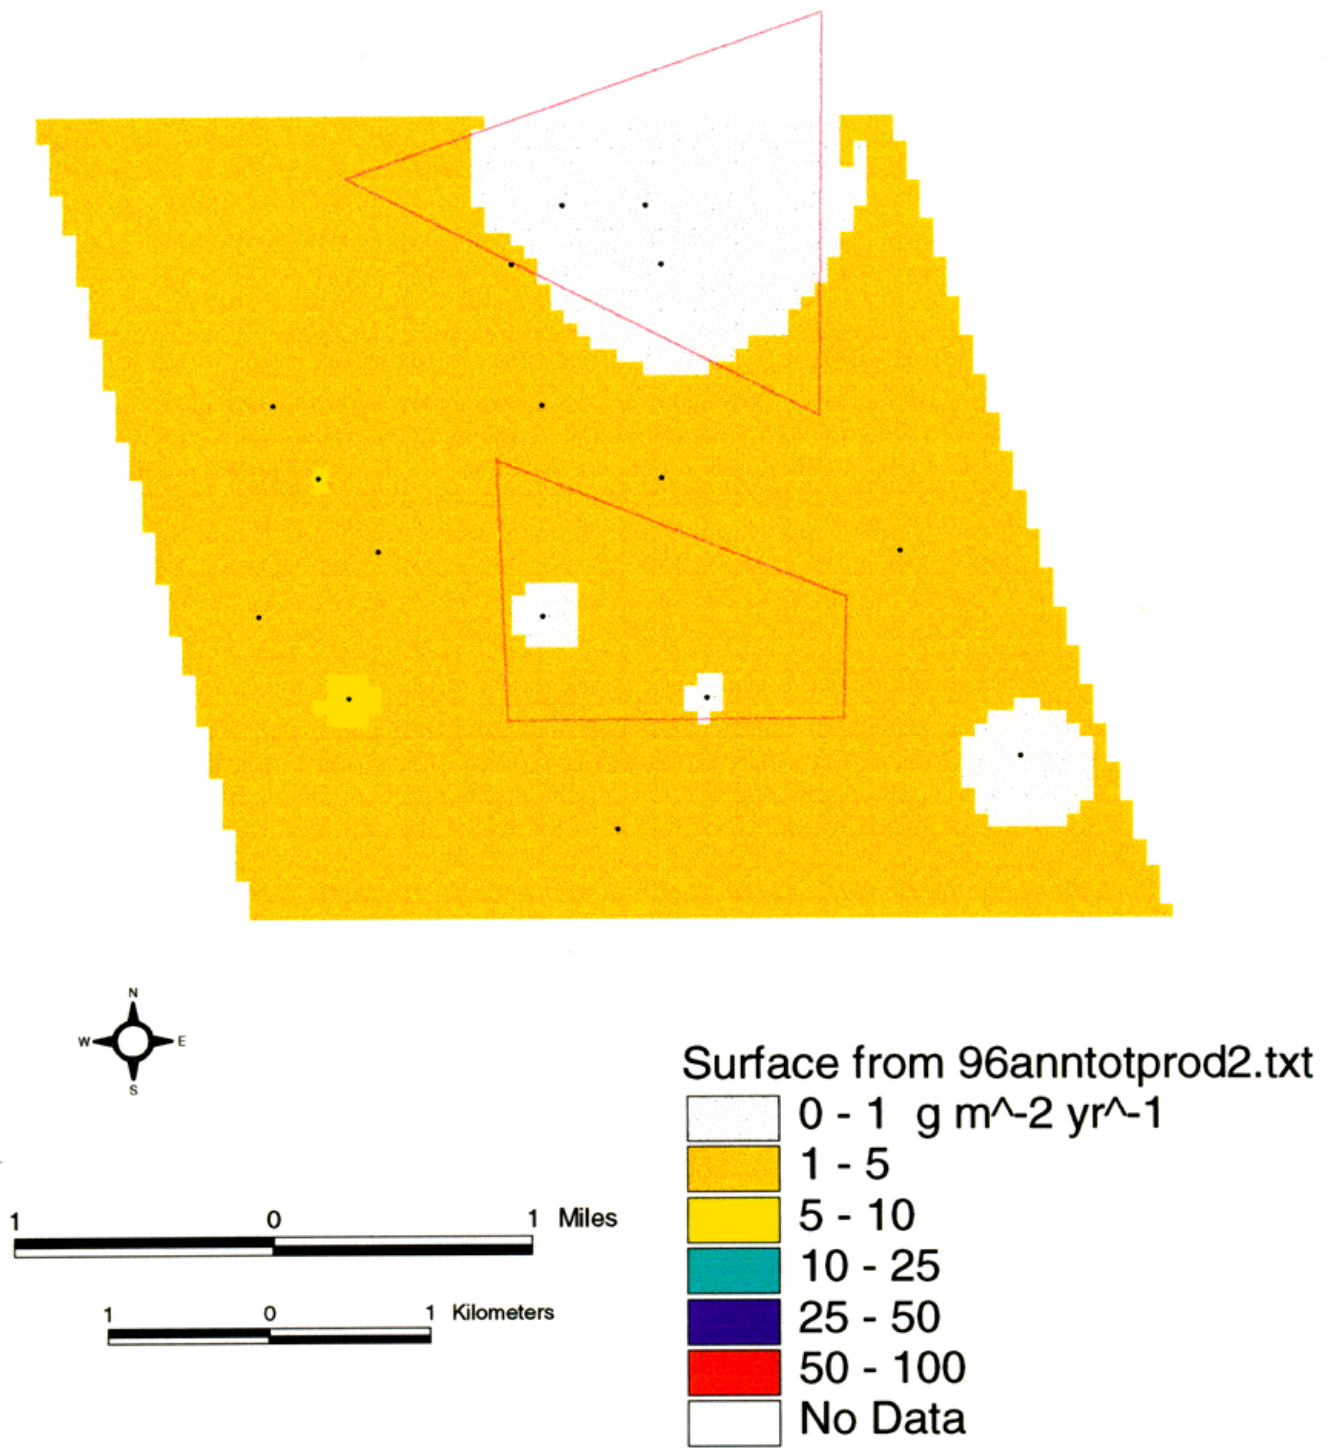 N
W E
S
Surface from 96anntotprod2.txt
0 - 1 g m^-2 yr^-1
1 - 5
5 - 10
10 - 25
25 - 50
50 - 100
No Data
1 0 1 Miles
1 0 1 Kilometers